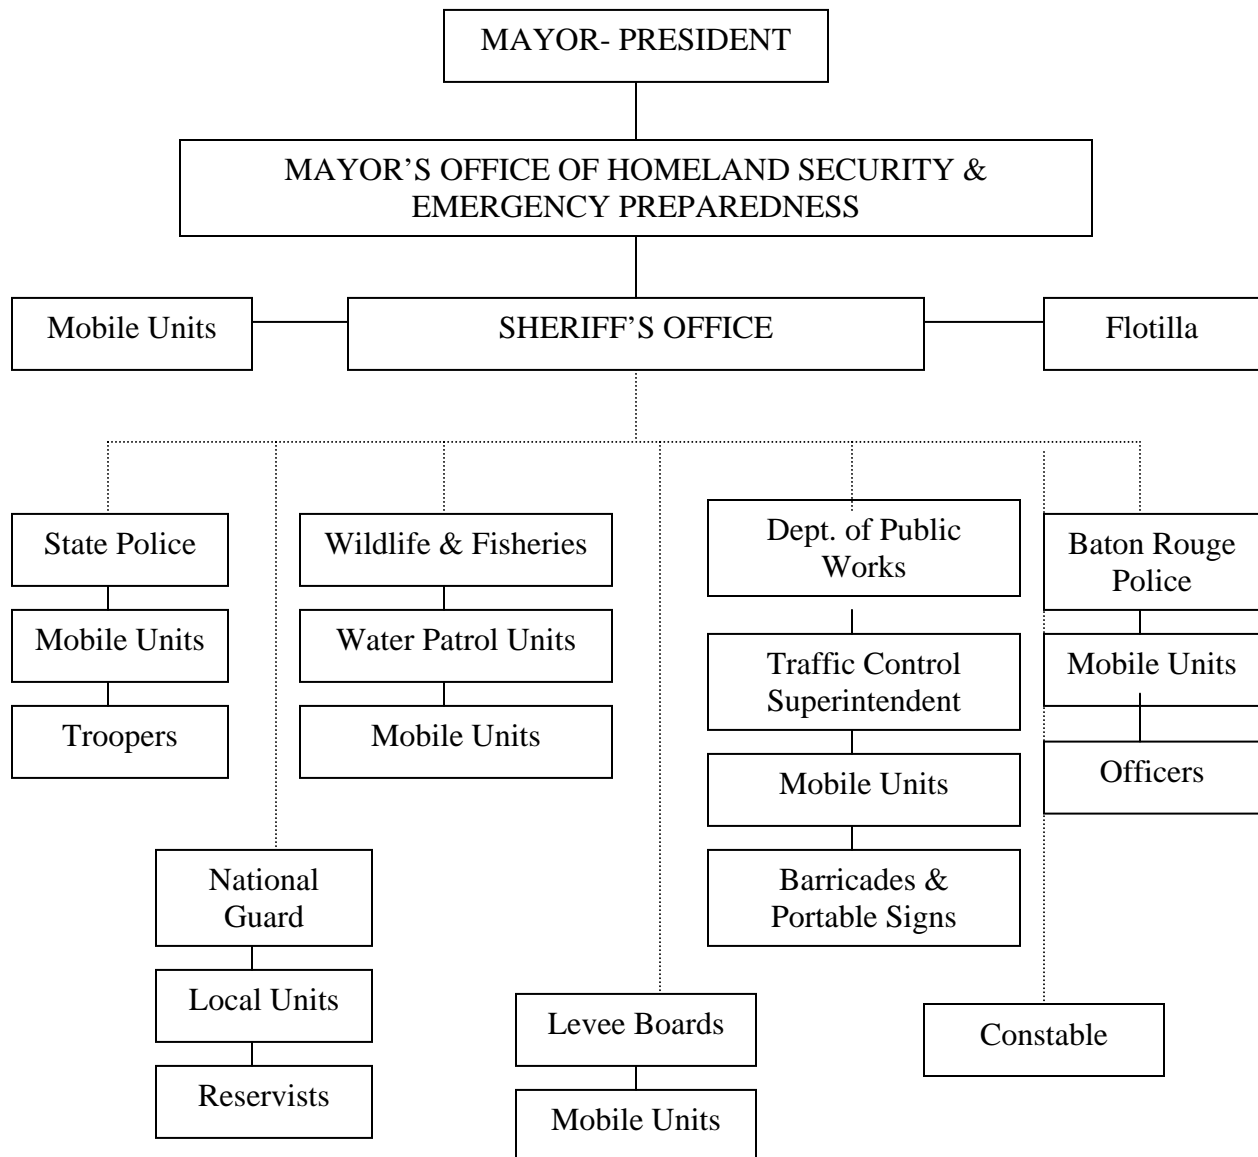 MAYOR- PRESIDENT
MAYOR’S OFFICE OF HOMELAND SECURITY &
EMERGENCY PREPAREDNESS
Mobile Units
SHERIFF’S OFFICE
Flotilla
State Police
Mobile Units
Troopers
Wildlife & Fisheries
Water Patrol Units
Mobile Units
Dept. of Public
Works
Traffic Control
Superintendent
Mobile Units
Barricades &
Portable Signs
Baton Rouge
Police
Mobile Units
Officers
National
Guard
Local Units
Reservists
Levee Boards
Mobile Units
Constable